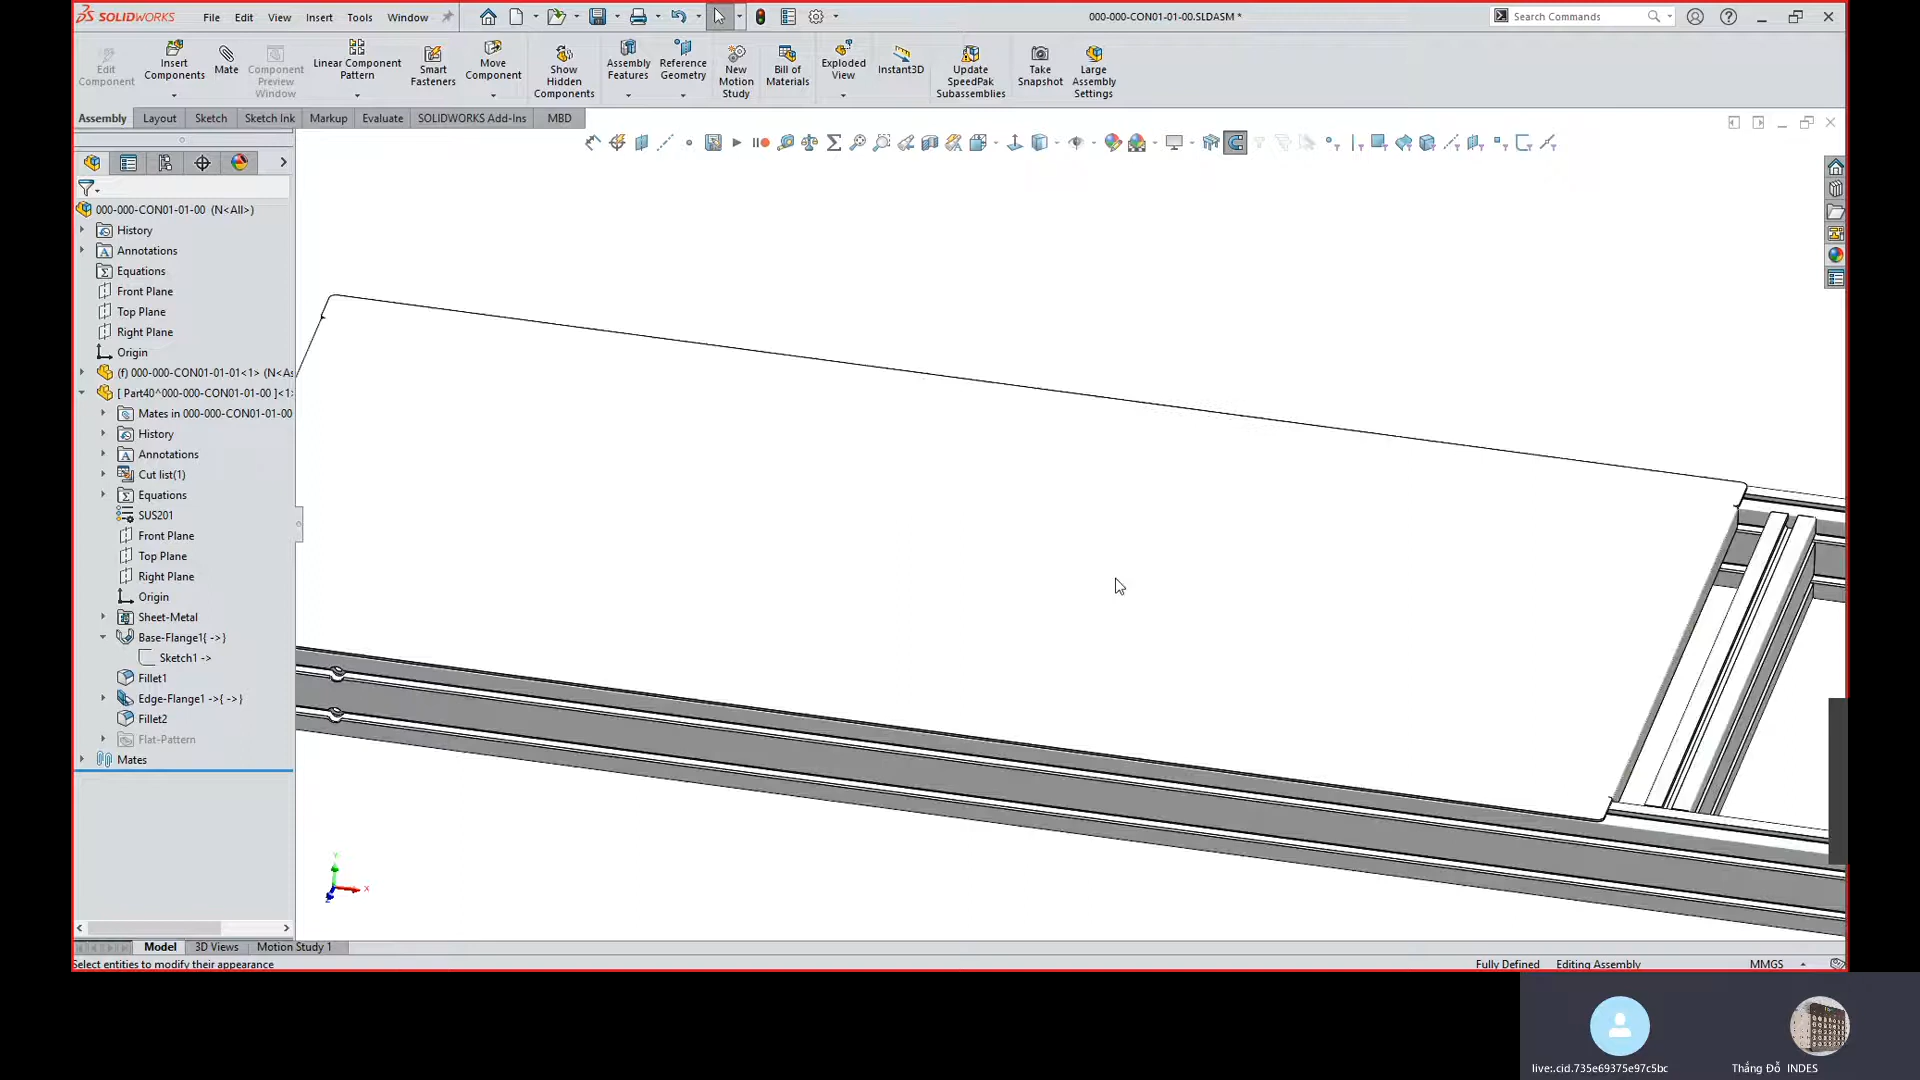 SOLIDWORKS File Edit View Insert Tools Window 000-000-CON01-01-00.SLDASM * Search Commands
Edit Component
Insert Components
Mate
Component Preview Window
Linear Component Pattern
Smart Fasteners
Move Component
Show Hidden Components
Assembly Features
Reference Geometry
New Motion Study
Bill of Materials
Exploded View
Instant3D
Update SpeedPak Subassemblies
Take Snapshot
Large Assembly Settings
Assembly Layout Sketch Sketch Ink Markup Evaluate SOLIDWORKS Add-Ins MBD
000-000-CON01-01-00 (N<All>)
History
Annotations
Equations
Front Plane
Top Plane
Right Plane
Origin
(f) 000-000-CON01-01-01<1> (N<As
[ Part40^000-000-CON01-01-00 ]<1>
Mates in 000-000-CON01-01-00
History
Annotations
Cut list(1)
Equations
SUS201
Front Plane
Top Plane
Right Plane
Origin
Sheet-Metal
Base-Flange1{ ->}
Sketch1 ->
Fillet1
Edge-Flange1 ->{ ->}
Fillet2
Flat-Pattern
Mates
Y
X
Z
Model 3D Views Motion Study 1
Select entities to modify their appearance Fully Defined Editing Assembly MMGS
live:.cid.735e69375e97c5bc Thắng Đỗ INDES